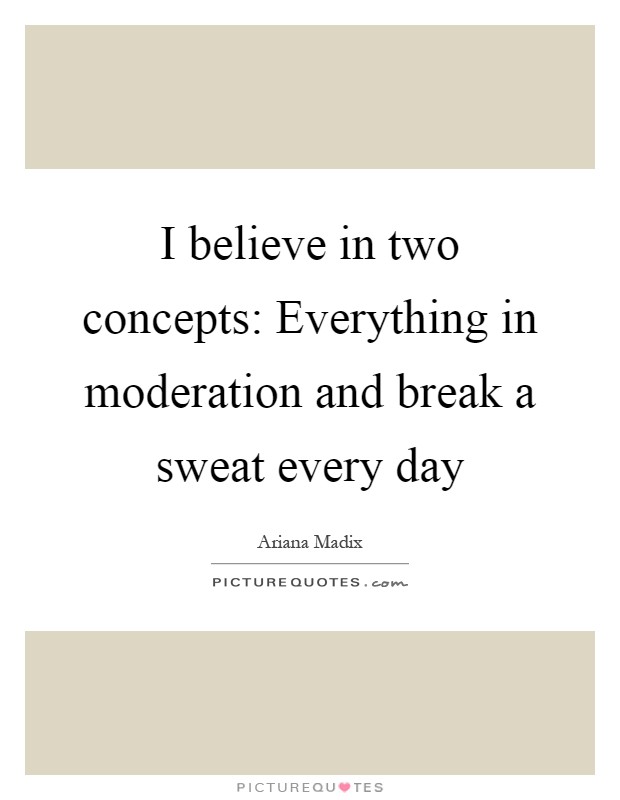 I believe in two
concepts: Everything in
moderation and break a
sweat every day
Ariana Madix
PICTUREQUOTES.com
PICTUREQUOTES